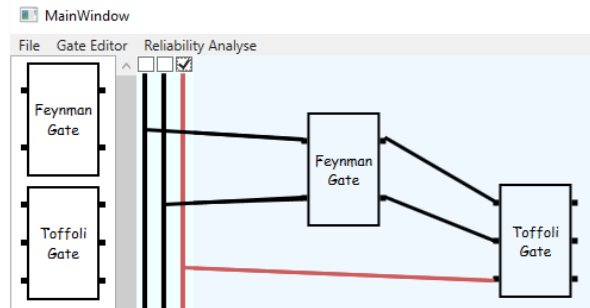 MainWindow
File Gate Editor Reliability Analyse
Feynman
Gate
Toffoli
Gate
Feynman
Gate
Toffoli
Gate